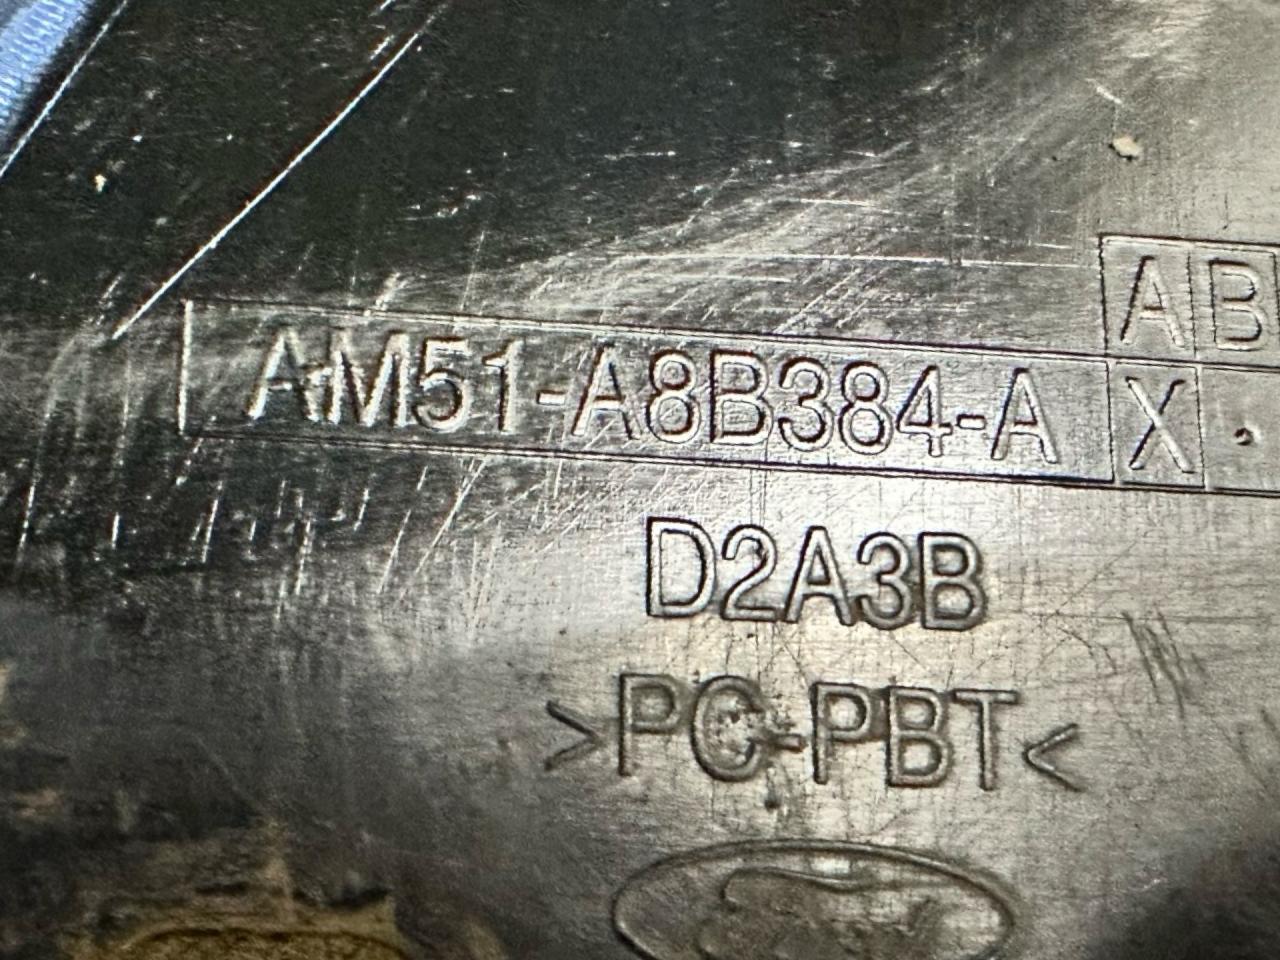 AB
AM51-A8B384-A X .
D2A3B
>PC-PBT<